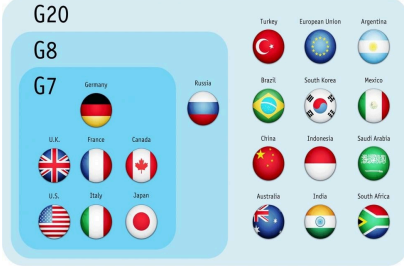 G20
G8
G7
Germany
Russia
U.K.
France
Canada
U.S.
Italy
Japan
Turkey
European Union
Argentina
Brazil
South Korea
Mexico
China
Indonesia
Saudi Arabia
Australia
India
South Africa